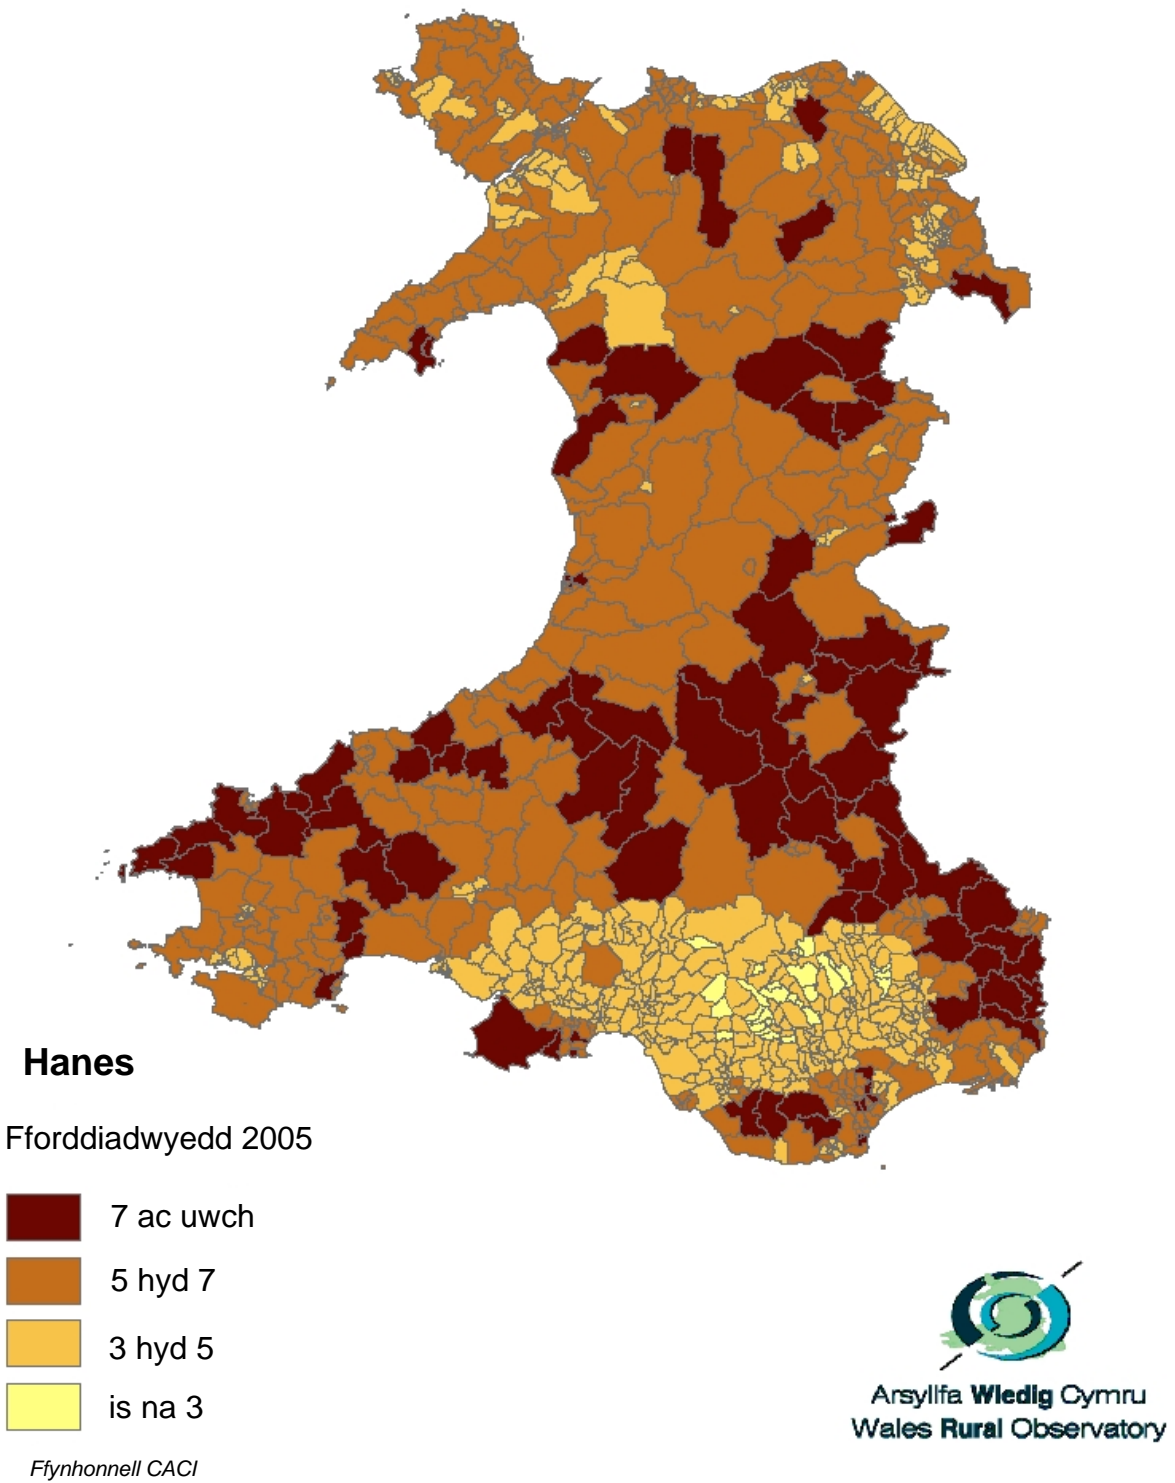 Hanes
Fforddiadwyedd 2005
7 ac uwch
5 hyd 7
3 hyd 5
is na 3
Ffynhonnell CACI
Arsyllfa Wledig Cymru
Wales Rural Observatory